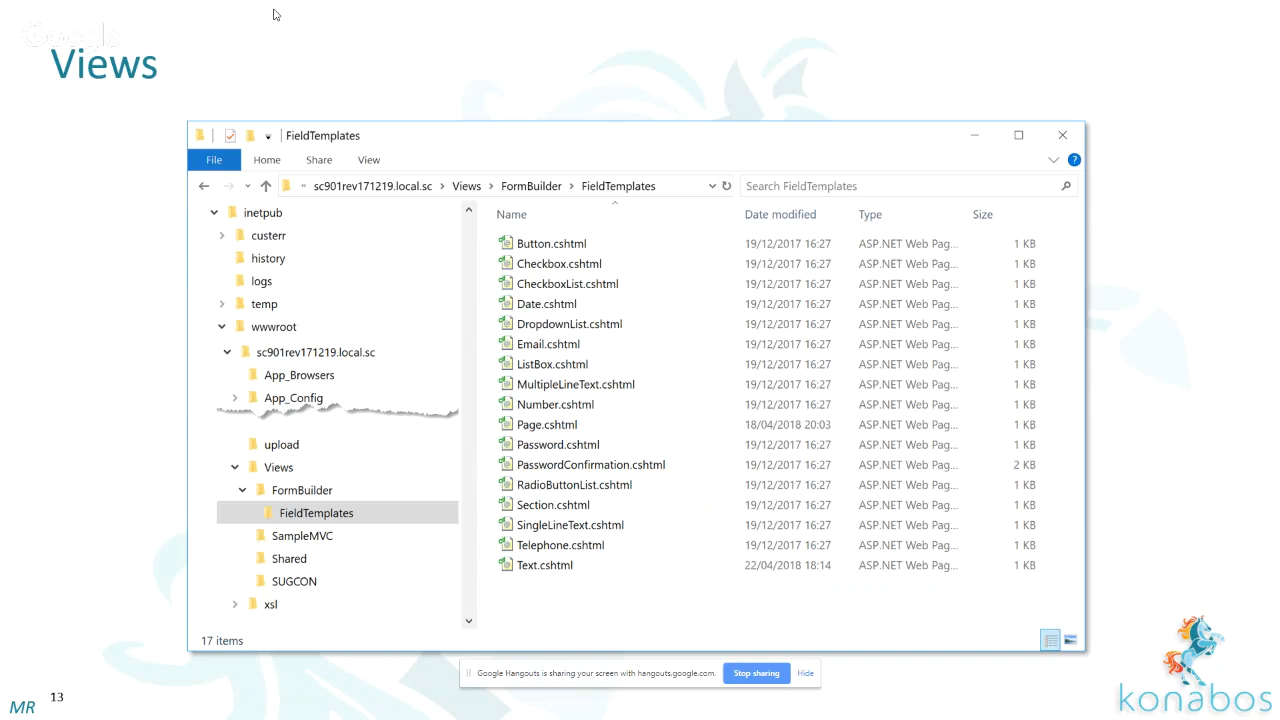 Google
Views
FieldTemplates
File Home Share View
« sc901rev171219.local.sc > Views > FormBuilder > FieldTemplates
Search FieldTemplates
inetpub
custerr
history
logs
temp
wwwroot
sc901rev171219.local.sc
App_Browsers
App_Config
upload
Views
FormBuilder
FieldTemplates
SampleMVC
Shared
SUGCON
xsl
Name Date modified Type Size
Button.cshtml 19/12/2017 16:27 ASP.NET Web Pag... 1 KB
Checkbox.cshtml 19/12/2017 16:27 ASP.NET Web Pag... 1 KB
CheckboxList.cshtml 19/12/2017 16:27 ASP.NET Web Pag... 1 KB
Date.cshtml 19/12/2017 16:27 ASP.NET Web Pag... 1 KB
DropdownList.cshtml 19/12/2017 16:27 ASP.NET Web Pag... 1 KB
Email.cshtml 19/12/2017 16:27 ASP.NET Web Pag... 1 KB
ListBox.cshtml 19/12/2017 16:27 ASP.NET Web Pag... 1 KB
MultipleLineText.cshtml 19/12/2017 16:27 ASP.NET Web Pag... 1 KB
Number.cshtml 19/12/2017 16:27 ASP.NET Web Pag... 1 KB
Page.cshtml 18/04/2018 20:03 ASP.NET Web Pag... 1 KB
Password.cshtml 19/12/2017 16:27 ASP.NET Web Pag... 1 KB
PasswordConfirmation.cshtml 19/12/2017 16:27 ASP.NET Web Pag... 2 KB
RadioButtonList.cshtml 19/12/2017 16:27 ASP.NET Web Pag... 1 KB
Section.cshtml 19/12/2017 16:27 ASP.NET Web Pag... 1 KB
SingleLineText.cshtml 19/12/2017 16:27 ASP.NET Web Pag... 1 KB
Telephone.cshtml 19/12/2017 16:27 ASP.NET Web Pag... 1 KB
Text.cshtml 22/04/2018 18:14 ASP.NET Web Pag... 1 KB
17 items
Google Hangouts is sharing your screen with hangouts.google.com. Stop sharing Hide
MR 13
konabos